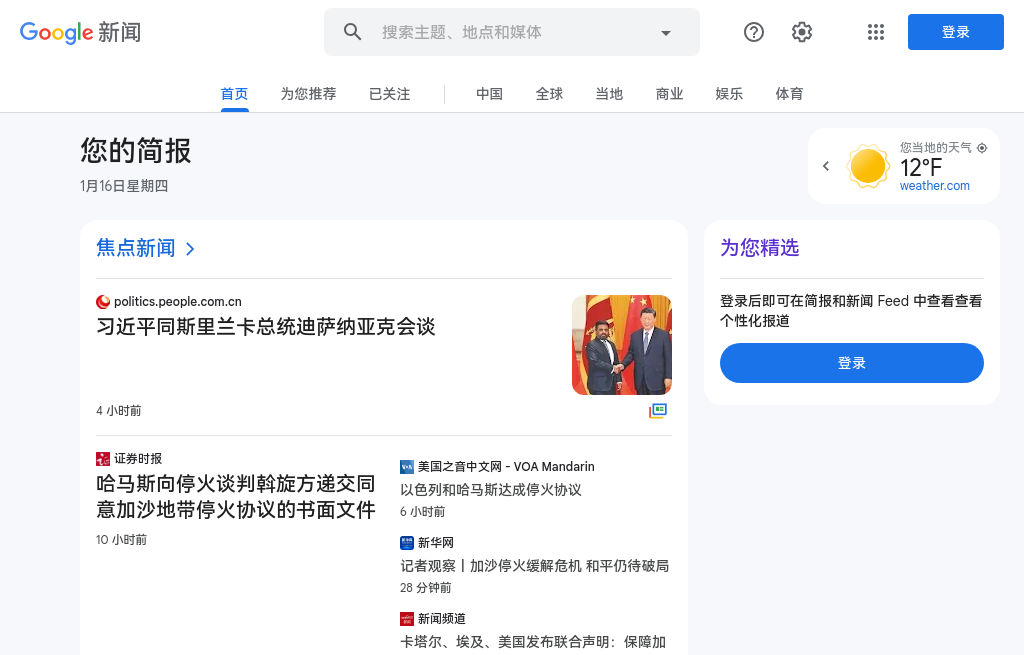 Google 新闻
搜索主题、地点和媒体
登录
首页
为您推荐
已关注
中国
全球
当地
商业
娱乐
体育
您的简报
1月16日星期四
您当地的天气
12°F
weather.com
焦点新闻
politics.people.com.cn
习近平同斯里兰卡总统迪萨纳亚克会谈
4 小时前
证券时报
哈马斯向停火谈判斡旋方递交同
意加沙地带停火协议的书面文件
10 小时前
美国之音中文网 - VOA Mandarin
以色列和哈马斯达成停火协议
6 小时前
新华网
记者观察丨加沙停火缓解危机 和平仍待破局
28 分钟前
新闻频道
卡塔尔、埃及、美国发布联合声明：保障加
为您精选
登录后即可在简报和新闻 Feed 中查看查看
个性化报道
登录